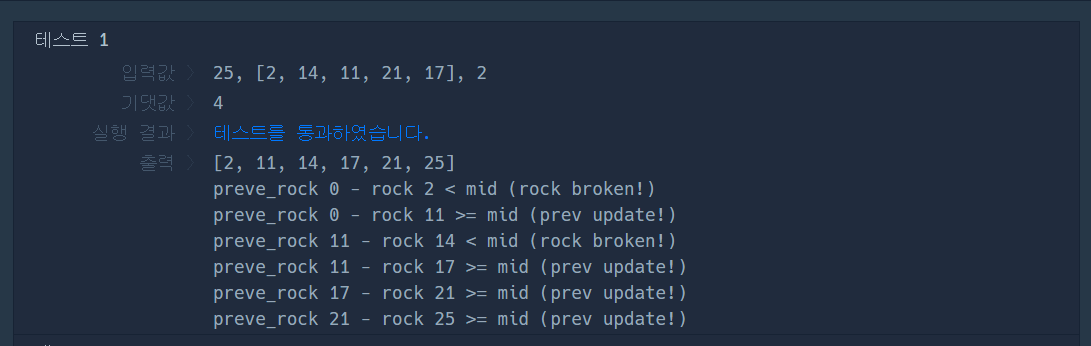 테스트 1
입력값 > 25, [2, 14, 11, 21, 17], 2
기댓값 > 4
실행 결과 > 테스트를 통과하였습니다.
출력 > [2, 11, 14, 17, 21, 25]
preve_rock 0 - rock 2 < mid (rock broken!)
preve_rock 0 - rock 11 >= mid (prev update!)
preve_rock 11 - rock 14 < mid (rock broken!)
preve_rock 11 - rock 17 >= mid (prev update!)
preve_rock 17 - rock 21 >= mid (prev update!)
preve_rock 21 - rock 25 >= mid (prev update!)